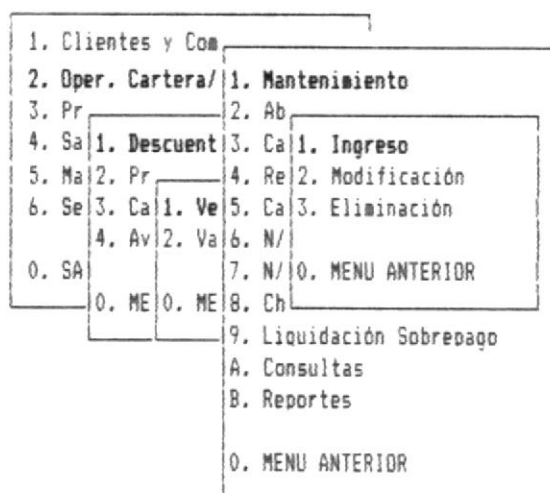 1. Clientes y Com
2. Oper. Cartera/ 1. Mantenimiento
3. Pr 2. Ab
4. Sa 1. Descuent 3. Ca 1. Ingreso
5. Ma 2. Pr 4. Re 2. Modificación
6. Se 3. Ca 1. Ve 5. Ca 3. Eliminación
4. Av 2. Va 6. N/
0. SA 7. N/ 0. MENU ANTERIOR
0. ME 0. ME 8. Ch
9. Liquidación Sobrepago
A. Consultas
B. Reportes
0. MENU ANTERIOR